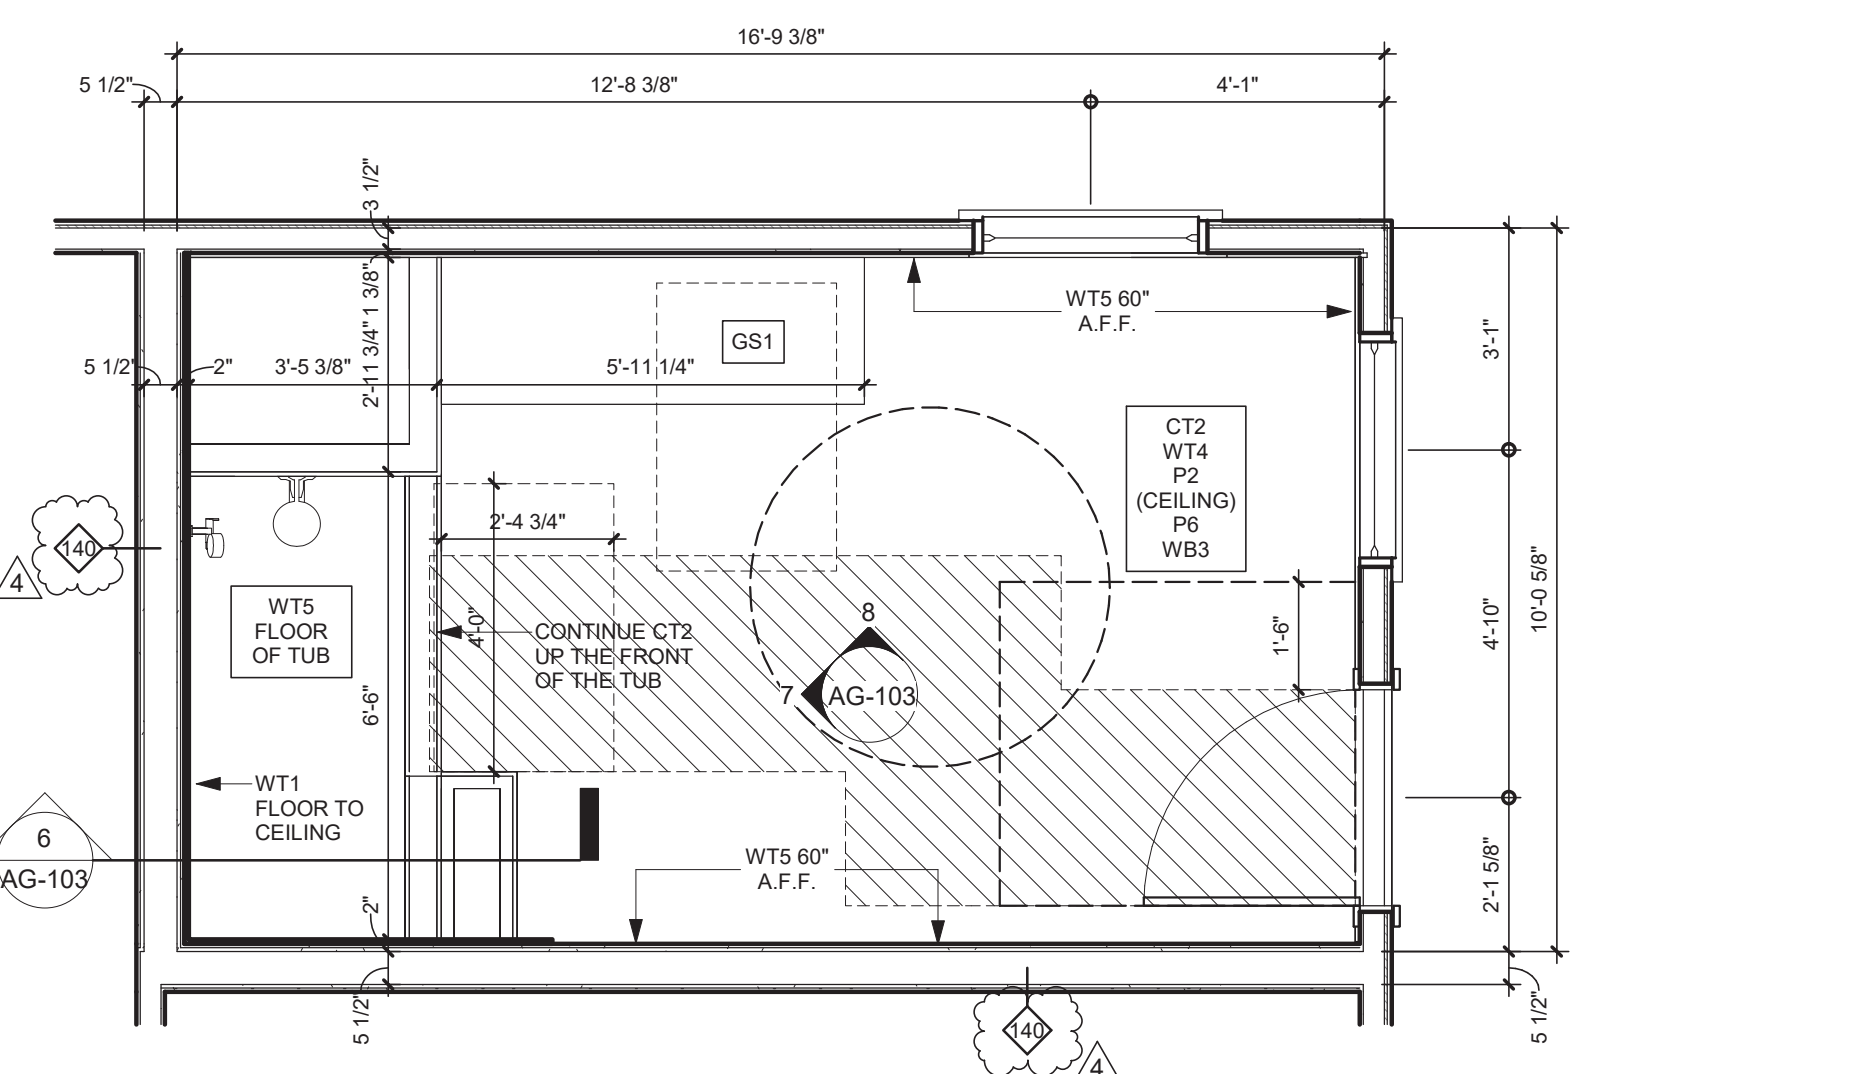 16'-9 3/8"
5 1/2"
12'-8 3/8"
4'-1"
3 1/2"
1 3/8"
2'-11 3/4"
WT5 60"
A.F.F.
GS1
5 1/2"
2"
3'-5 3/8"
5'-11 1/4"
3'-1"
CT2
WT4
P2
(CEILING)
P6
WB3
2'-4 3/4"
140
4
10'-0 5/8"
WT5
FLOOR
OF TUB
4'-0"
CONTINUE CT2
UP THE FRONT
OF THE TUB
8
7
AG-103
1'-6"
4'-10"
6'-6"
WT1
FLOOR TO
CEILING
6
AG-103
WT5 60"
A.F.F.
2'-1 5/8"
2"
5 1/2"
5 1/2"
140
4